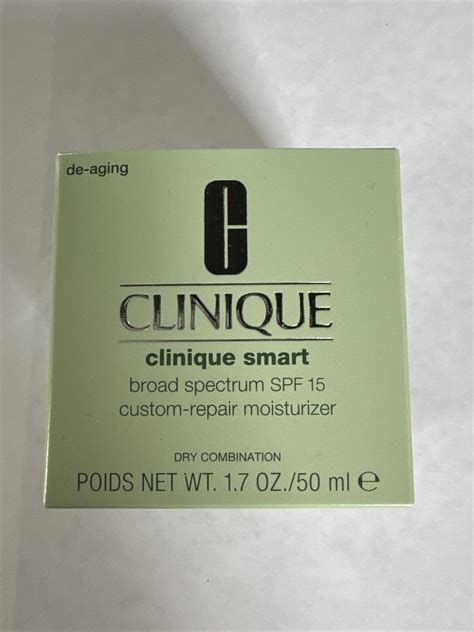 de-aging
C
CLINIQUE
clinique smart
broad spectrum SPF 15
custom-repair moisturizer
DRY COMBINATION
POIDS NET WT. 1.7 OZ./50 ml ℮